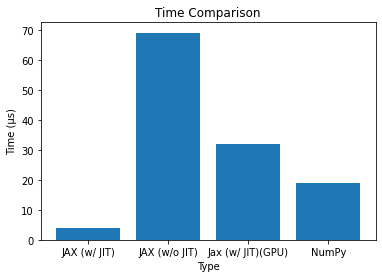 Time Comparison
Time (µs)
70
60
50
40
30
20
10
0
JAX (w/ JIT) JAX (w/o JIT) Jax (w/ JIT)(GPU) NumPy
Type